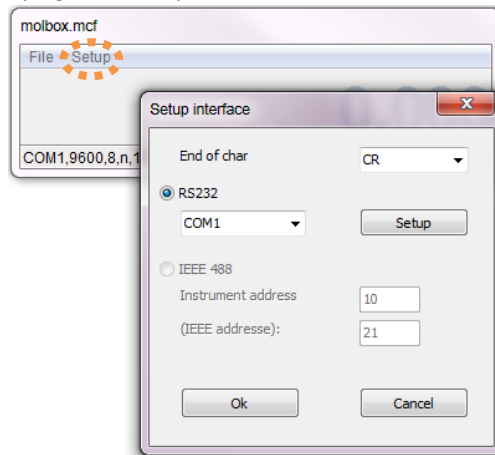 molbox.mcf
File Setup
Setup interface
COM1,9600,8,n,1
End of char CR
RS232
COM1 Setup
IEEE 488
Instrument address 10
(IEEE addresse): 21
Ok Cancel